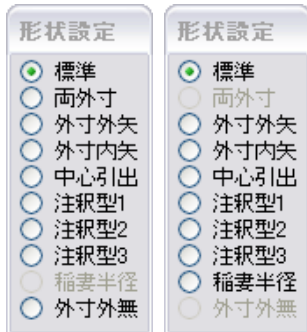 形状設定
標準
両外寸
外寸外矢
外寸内矢
中心引出
注釈型1
注釈型2
注釈型3
稲妻半径
外寸外無
形状設定
標準
両外寸
外寸外矢
外寸内矢
中心引出
注釈型1
注釈型2
注釈型3
稲妻半径
外寸外無